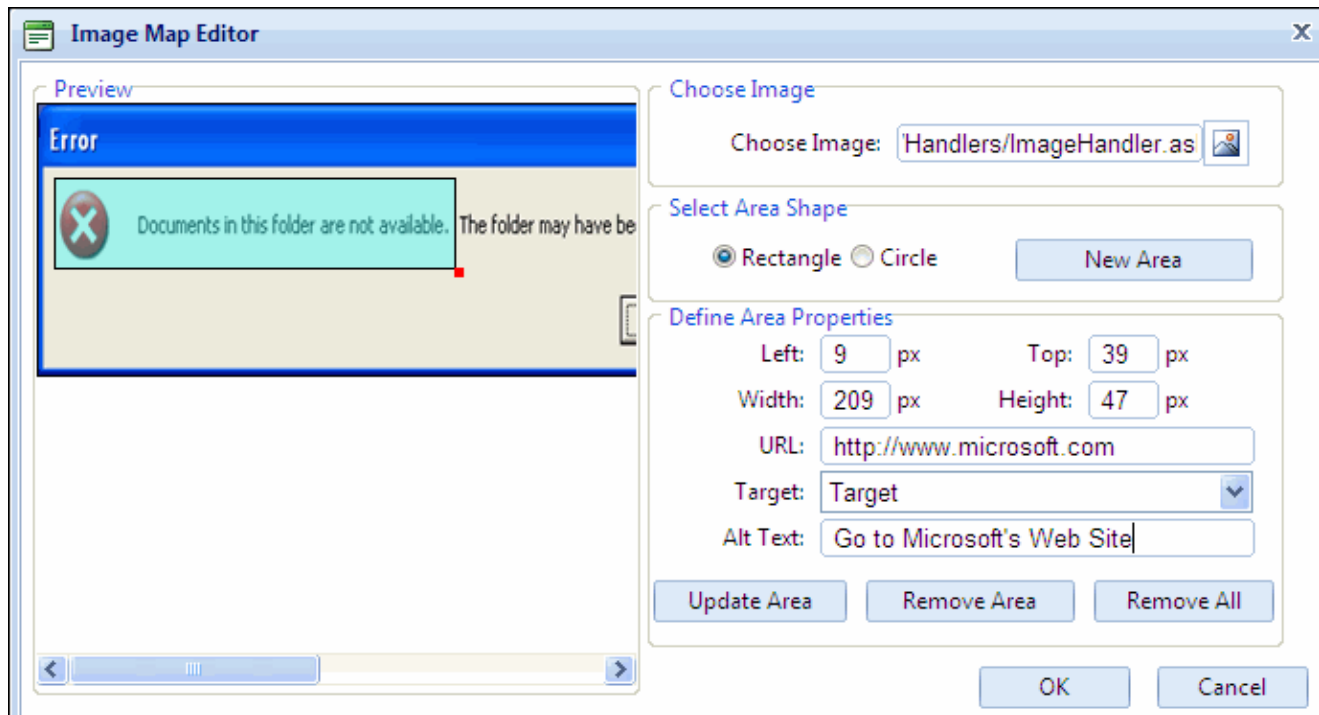 Image Map Editor
Preview
Error
Documents in this folder are not available. The folder may have be
Choose Image
Choose Image: 'Handlers/ImageHandler.as
Select Area Shape
Rectangle Circle New Area
Define Area Properties
Left: 9 px Top: 39 px
Width: 209 px Height: 47 px
URL: http://www.microsoft.com
Target: Target
Alt Text: Go to Microsoft's Web Site
Update Area Remove Area Remove All
OK Cancel